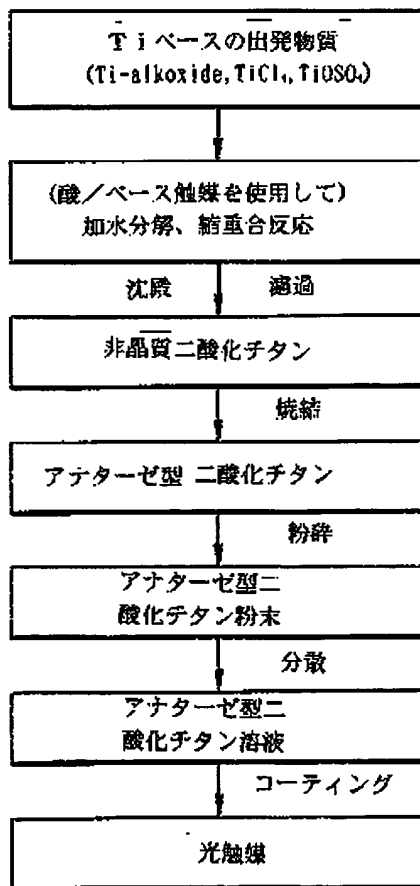 Tiベースの出発物質
(Ti-alkoxide,TiCl₄,TiOSO₄)
(酸/ベース触媒を使用して)
加水分解、縮重合反応
沈殿 濾過
非晶質二酸化チタン
焼結
アナターゼ型 二酸化チタン
粉砕
アナターゼ型二
酸化チタン粉末
分散
アナターゼ型二
酸化チタン溶液
コーティング
光触媒